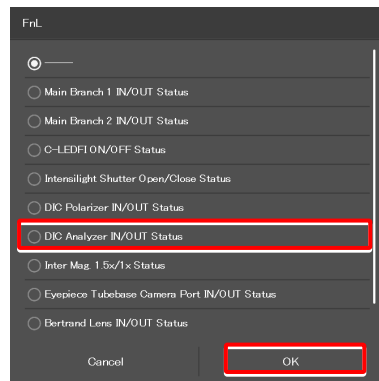 FnL
———
Main Branch 1 IN/OUT Status
Main Branch 2 IN/OUT Status
C-LEDFI ON/OFF Status
Intensilight Shutter Open/Close Status
DIC Polarizer IN/OUT Status
DIC Analyzer IN/OUT Status
Inter Mag. 1.5x/1x Status
Eyepiece Tubebase Camera Port IN/OUT Status
Bertrand Lens IN/OUT Status
Cancel
OK